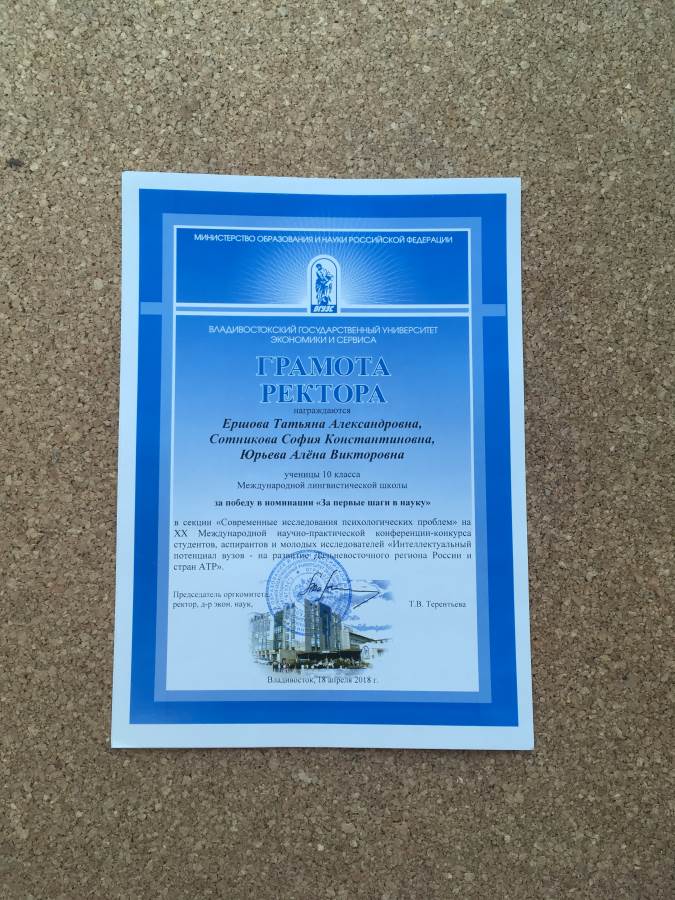 МИНИСТЕРСТВО ОБРАЗОВАНИЯ И НАУКИ РОССИЙСКОЙ ФЕДЕРАЦИИ
ВГУЭС
ВЛАДИВОСТОКСКИЙ ГОСУДАРСТВЕННЫЙ УНИВЕРСИТЕТ
ЭКОНОМИКИ И СЕРВИСА
ГРАМОТА
РЕКТОРА
награждаются
Ершова Татьяна Александровна,
Сотникова София Константиновна,
Юрьева Алёна Викторовна
ученицы 10 класса
Международной лингвистической школы
за победу в номинации «За первые шаги в науку»
в секции «Современные исследования психологических проблем» на
XX Международной научно-практической конференции-конкурса
студентов, аспирантов и молодых исследователей «Интеллектуальный
потенциал вузов - на развитие Дальневосточного региона России и
стран АТР».
Председатель оргкомитета,
ректор, д-р экон. наук, Т.В. Терентьева
Владивосток, 18 апреля 2018 г.